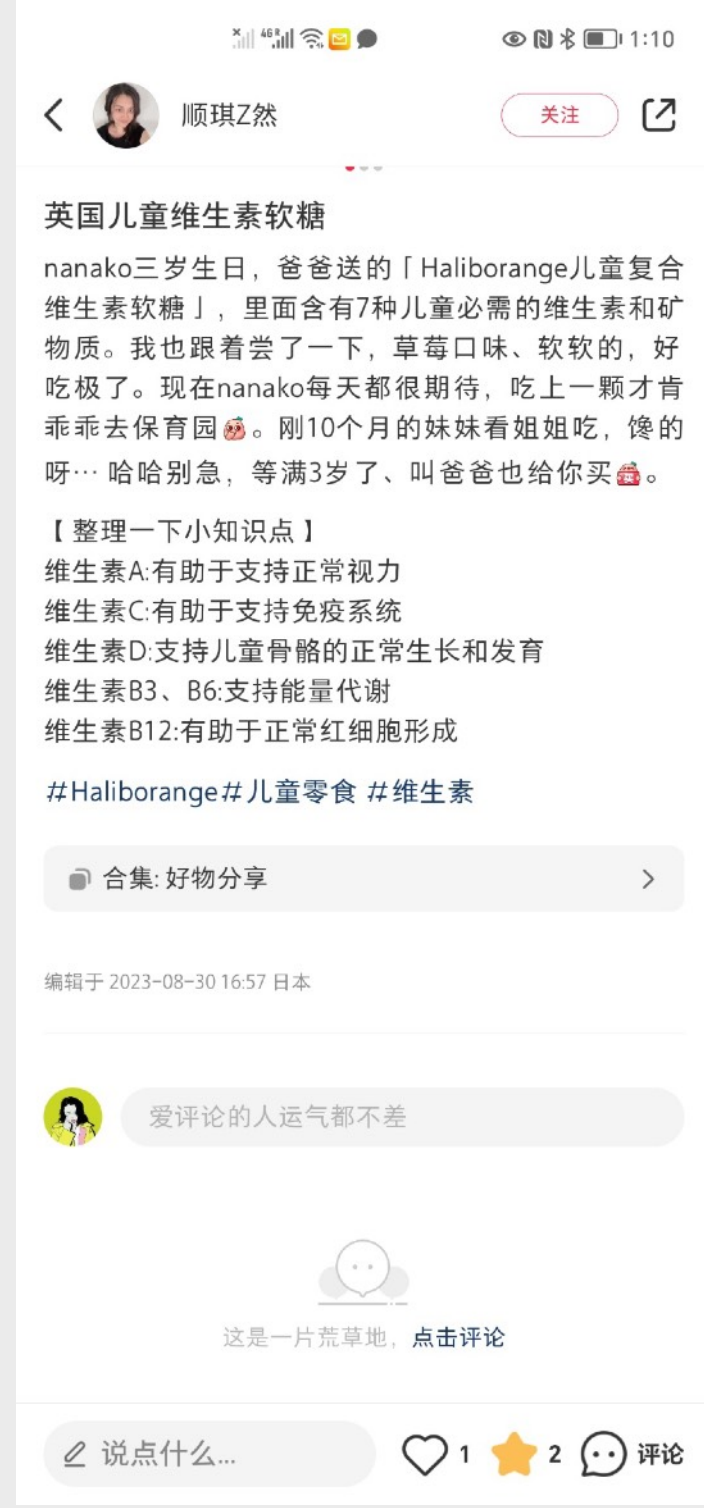 46 1:10
顺琪Z然 关注
英国儿童维生素软糖
nanako三岁生日，爸爸送的「Haliborange儿童复合
维生素软糖」，里面含有7种儿童必需的维生素和矿
物质。我也跟着尝了一下，草莓口味、软软的，好
吃极了。现在nanako每天都很期待，吃上一颗才肯
乖乖去保育园。刚10个月的妹妹看姐姐吃，馋的
呀… 哈哈别急，等满3岁了、叫爸爸也给你买。
【整理一下小知识点】
维生素A:有助于支持正常视力
维生素C:有助于支持免疫系统
维生素D:支持儿童骨骼的正常生长和发育
维生素B3、B6:支持能量代谢
维生素B12:有助于正常红细胞形成
#Haliborange#儿童零食 #维生素
合集: 好物分享
编辑于 2023-08-30 16:57 日本
爱评论的人运气都不差
这是一片荒草地，点击评论
说点什么... 1 2 评论